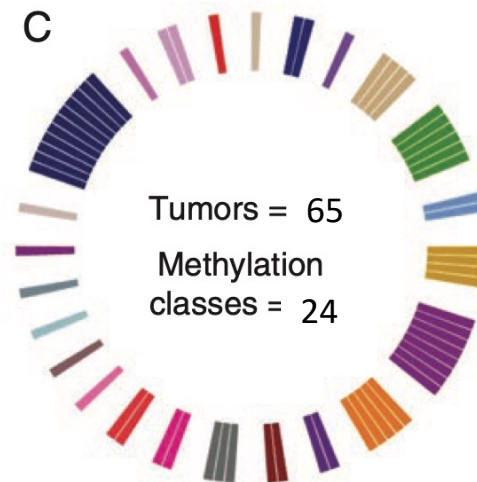 C
Tumors = 65
Methylation
classes = 24